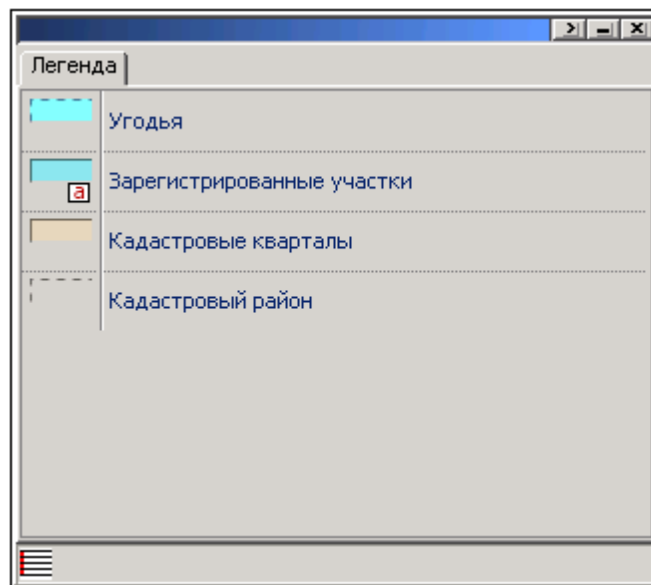 Легенда
Угодья
a
Зарегистрированные участки
Кадастровые кварталы
Кадастровый район